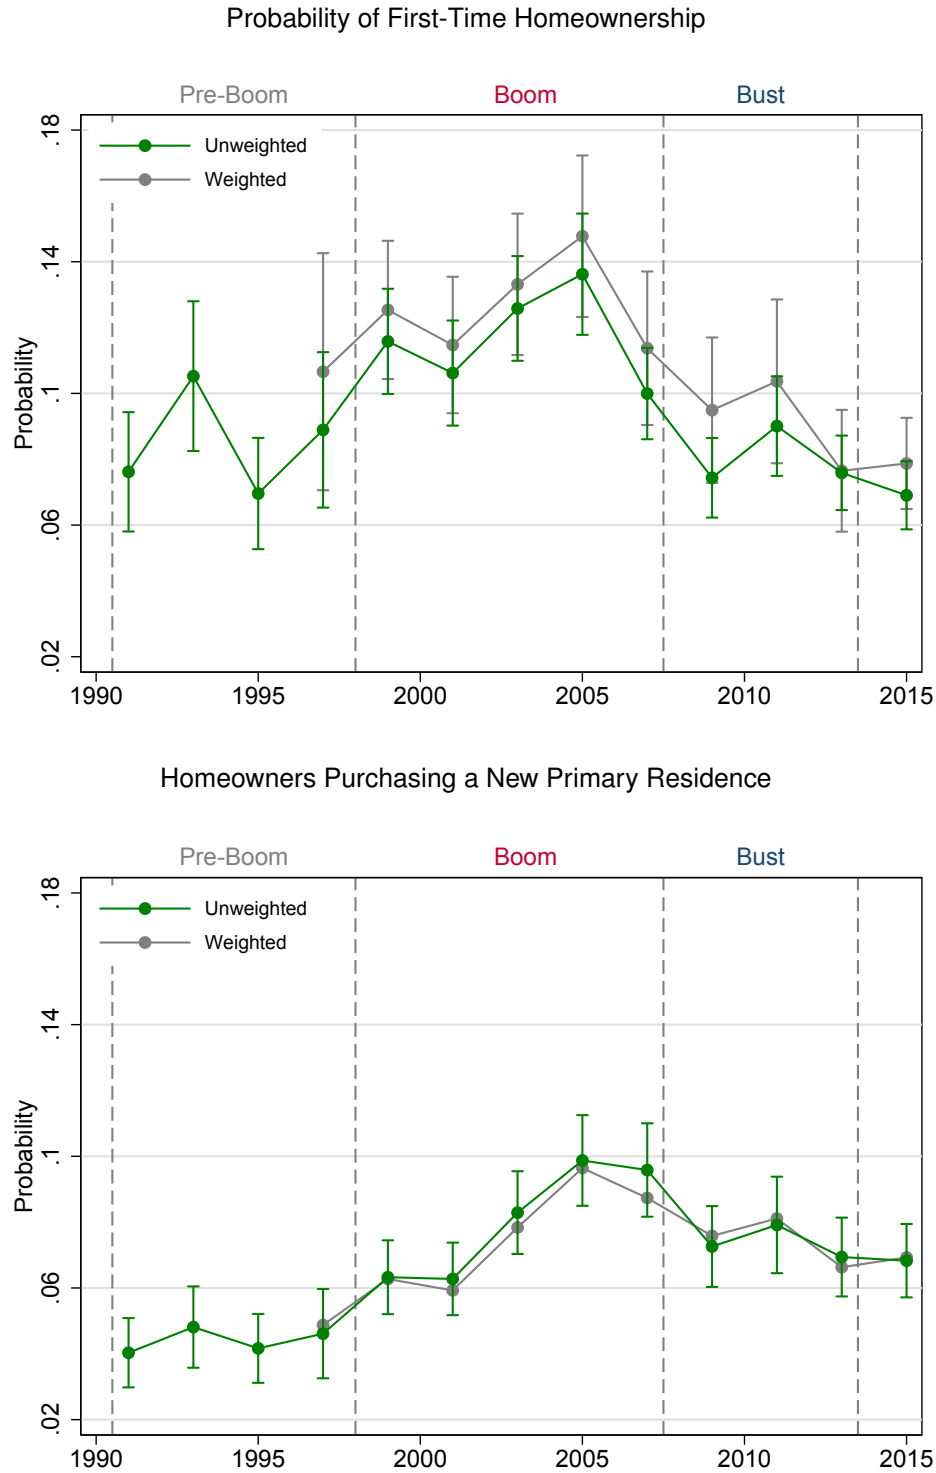 Probability of First-Time Homeownership
Pre-Boom Boom Bust
Unweighted
Weighted
Probability
.18
.14
.1
.06
.02
1990 1995 2000 2005 2010 2015
Homeowners Purchasing a New Primary Residence
Pre-Boom Boom Bust
Unweighted
Weighted
Probability
.18
.14
.1
.06
.02
1990 1995 2000 2005 2010 2015